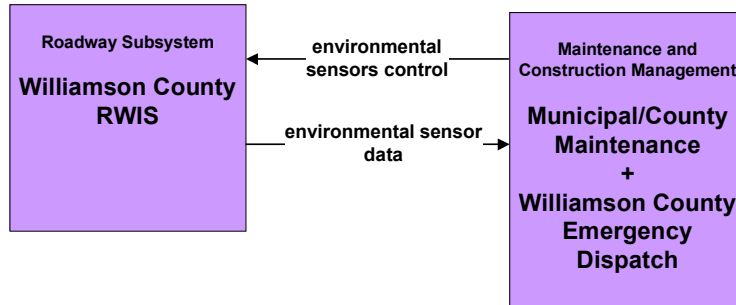 Roadway Subsystem
Williamson County
RWIS
environmental
sensors control
environmental sensor
data
Maintenance and
Construction Management
Municipal/County
Maintenance
+
Williamson County
Emergency
Dispatch